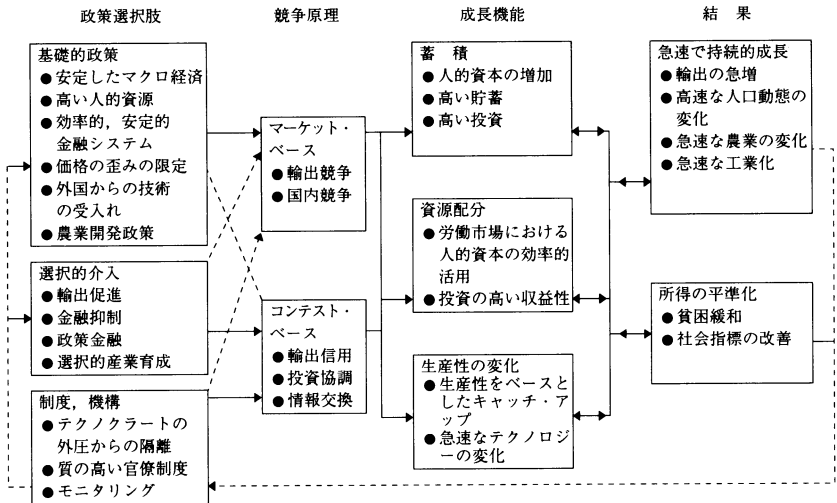 政策選択肢
競争原理
成長機能
結果
基礎的政策
●安定したマクロ経済
●高い人的資源
●効率的，安定的
金融システム
●価格の歪みの限定
●外国からの技術
の受入れ
●農業開発政策
選択的介入
●輸出促進
●金融抑制
●政策金融
●選択的産業育成
制度，機構
●テクノクラートの
外圧からの隔離
●質の高い官僚制度
●モニタリング
マーケット・
ベース
●輸出競争
●国内競争
コンテスト・
ベース
●輸出信用
●投資協調
●情報交換
蓄積
●人的資本の増加
●高い貯蓄
●高い投資
資源配分
●労働市場における
人的資本の効率的
活用
●投資の高い収益性
生産性の変化
●生産性をベースと
したキャッチ・ア
ップ
●急速なテクノロジ
ーの変化
急速で持続的成長
●輸出の急増
●高速な人口動態の
変化
●急速な農業の変化
●急速な工業化
所得の平準化
●貧困緩和
●社会指標の改善